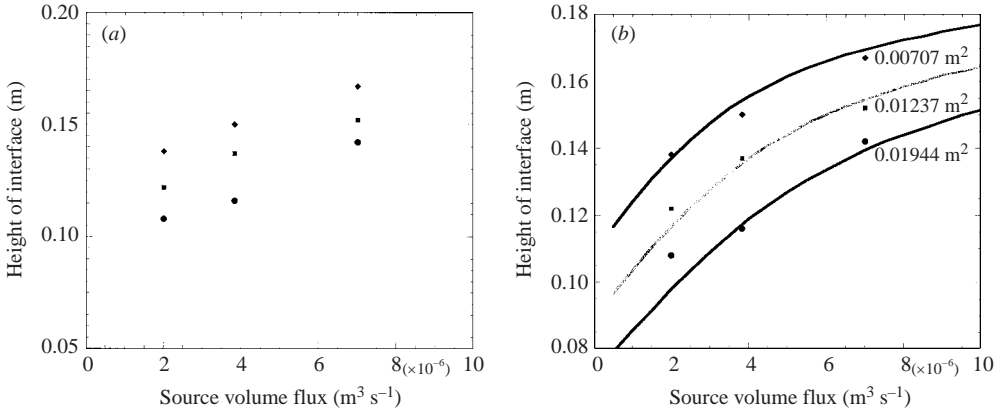 (a)
0.20
0.15
0.10
0.05
Height of interface (m)
0 2 4 6 8 (×10⁻⁶) 10
Source volume flux (m³ s⁻¹)
(b)
0.18
0.16
0.14
0.12
0.10
0.08
Height of interface (m)
0.00707 m²
0.01237 m²
0.01944 m²
0 2 4 6 8 (×10⁻⁶) 10
Source volume flux (m³ s⁻¹)